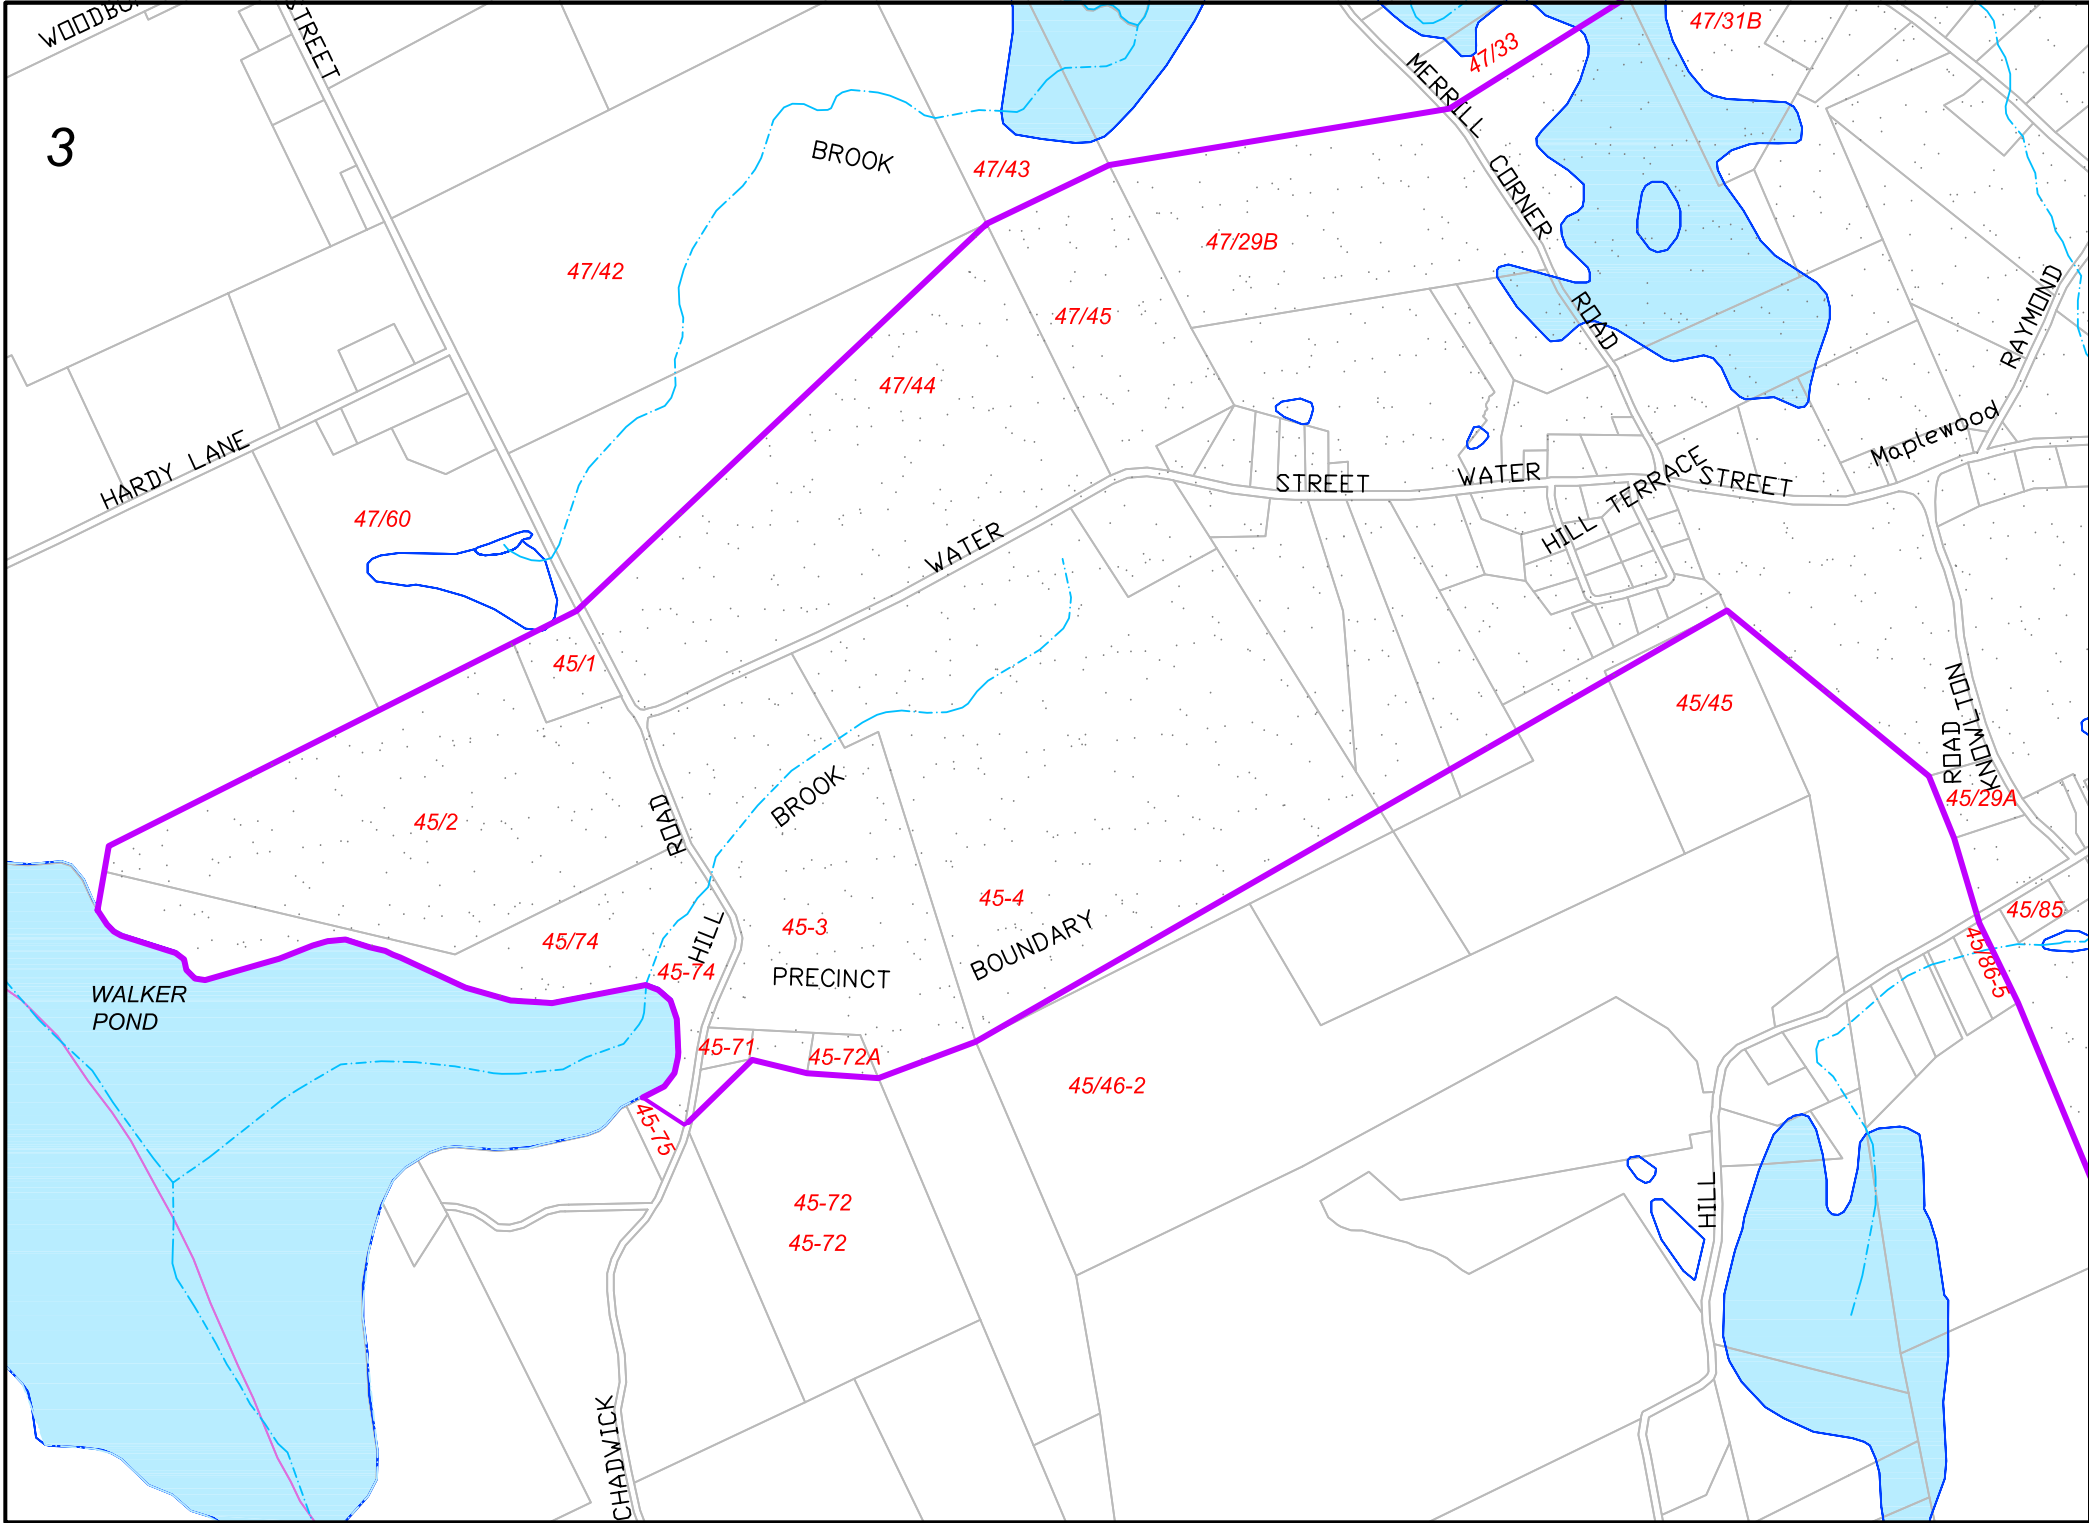 WOODBU
STREET
47/31B
47/33
3
MERRILL CORNER ROAD
BROOK
47/43
47/29B
47/42
47/45
RAYMOND
47/44
Maplewood
HARDY LANE
STREET
WATER
HILL TERRACE
STREET
47/60
WATER
45/1
45/45
KNOWLTON
ROAD
45/29A
BROOK
ROAD
45/2
45-4
45-3
45/85
BOUNDARY
HILL
45/74
45-74
PRECINCT
45/86-5
WALKER
POND
45-71
45-72A
45/46-2
45-75
45-72
HILL
45-72
CHADWICK